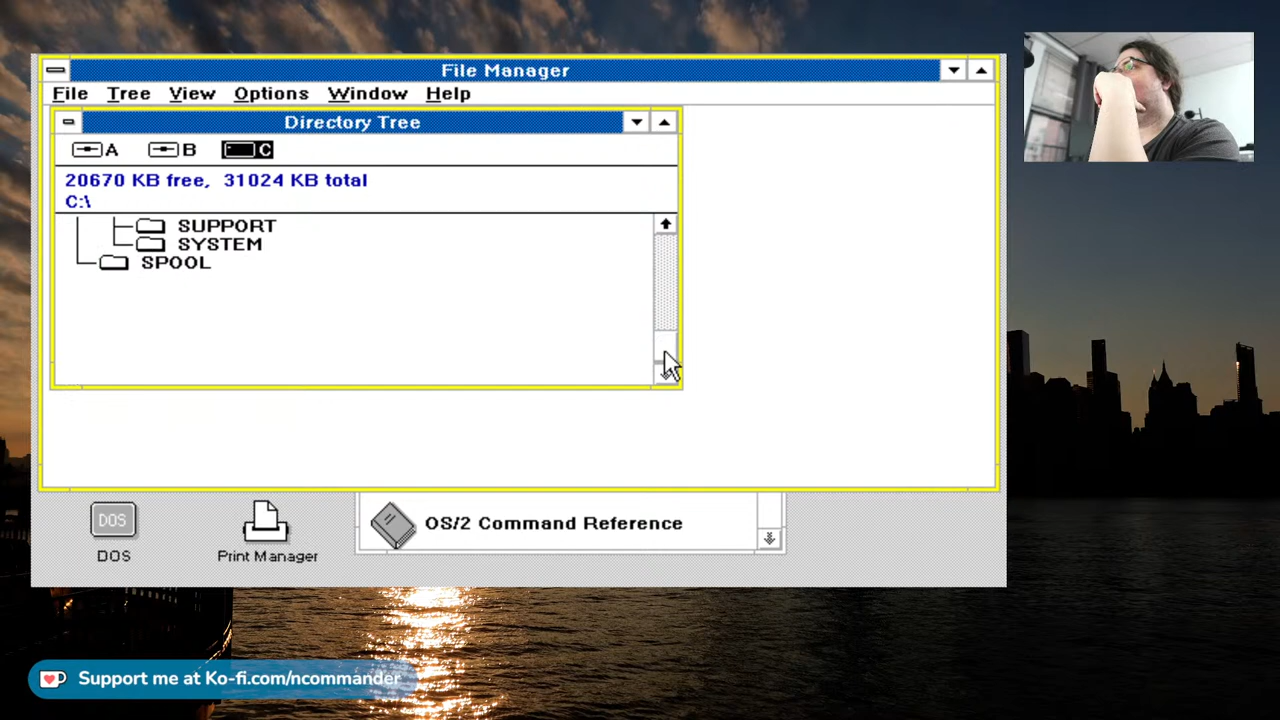 File Manager
File Tree View Options Window Help
Directory Tree
A B C
20670 KB free, 31024 KB total
C:\
SUPPORT
SYSTEM
SPOOL
DOS
DOS
Print Manager
OS/2 Command Reference
Support me at Ko-fi.com/ncommander